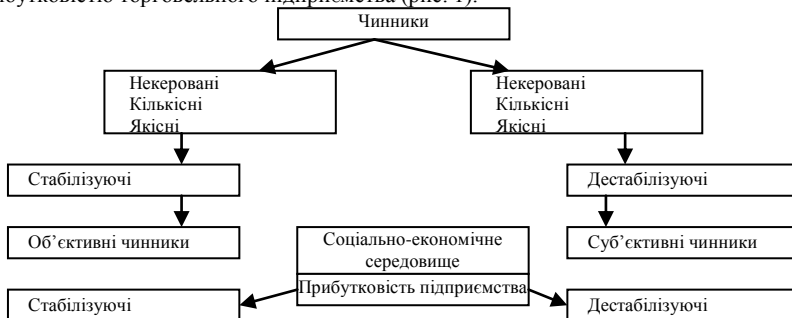 торговельного підприємства (рис. 1).
Чинники
Некеровані
Кількісні
Якісні
Некеровані
Кількісні
Якісні
Стабілізуючі
Дестабілізуючі
Об’єктивні чинники
Соціально-економічне
середовище
Суб’єктивні чинники
Прибутковість підприємства
Стабілізуючі
Дестабілізуючі